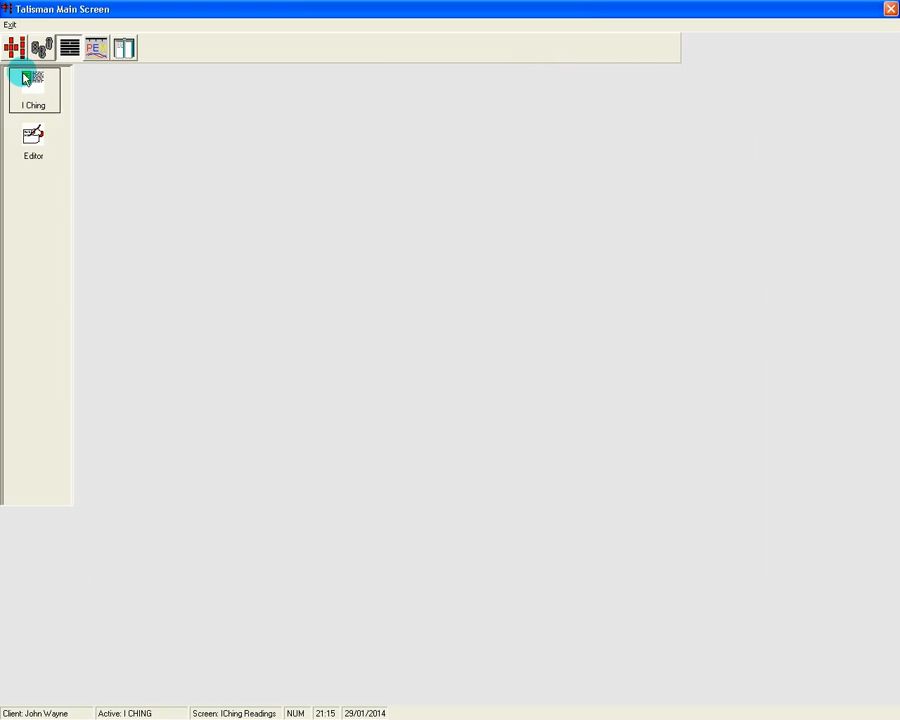 Talisman Main Screen
Exit
PEX
I Ching
Editor
Client: John Wayne Active: I CHING Screen: IChing Readings NUM 21:15 29/01/2014